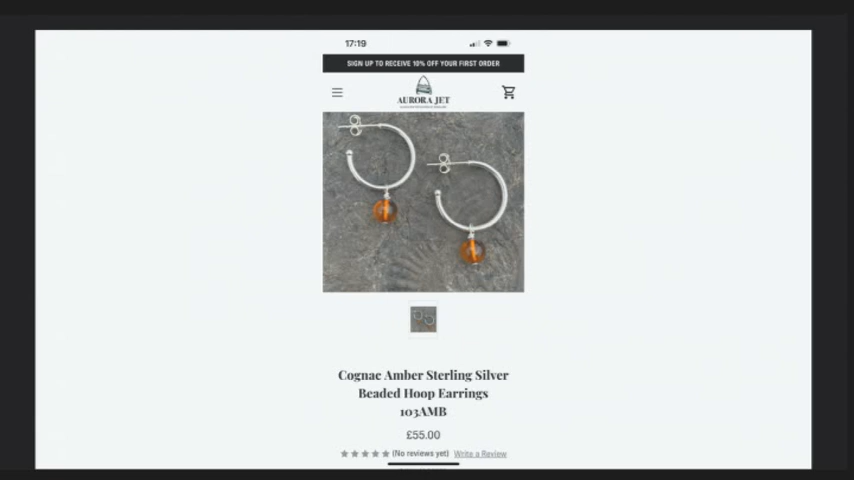 17:19
SIGN UP TO RECEIVE 10% OFF YOUR FIRST ORDER
AURORA JET
Cognac Amber Sterling Silver
Beaded Hoop Earrings
103AMB
£55.00
(No reviews yet) Write a Review